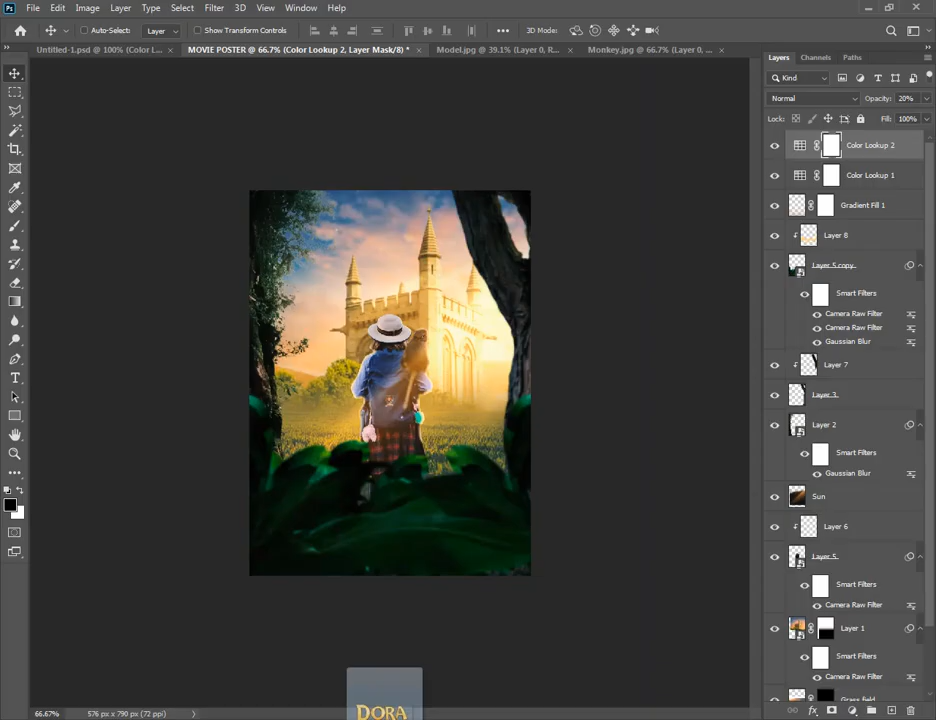 Ps File Edit Image Layer Type Select Filter 3D View Window Help
Auto-Select: Layer Show Transform Controls 3D Mode:
Untitled-1.psd @ 100% (Color L... MOVIE POSTER @ 66.7% (Color Lookup 2, Layer Mask/8) * Model.jpg @ 39.1% (Layer 0, R... Monkey.jpg @ 66.7% (Layer 0, ...
Layers Channels Paths
Kind
Normal Opacity: 20%
Lock: Fill: 100%
Color Lookup 2
Color Lookup 1
Gradient Fill 1
Layer 8
Layer 5 copy
Smart Filters
Camera Raw Filter
Camera Raw Filter
Gaussian Blur
Layer 7
Layer 3
Layer 2
Smart Filters
Gaussian Blur
Sun
Layer 6
Layer 5
Smart Filters
Camera Raw Filter
Layer 1
Smart Filters
Camera Raw Filter
Grass field
DORA
66.67% 576 px x 790 px (72 ppi)